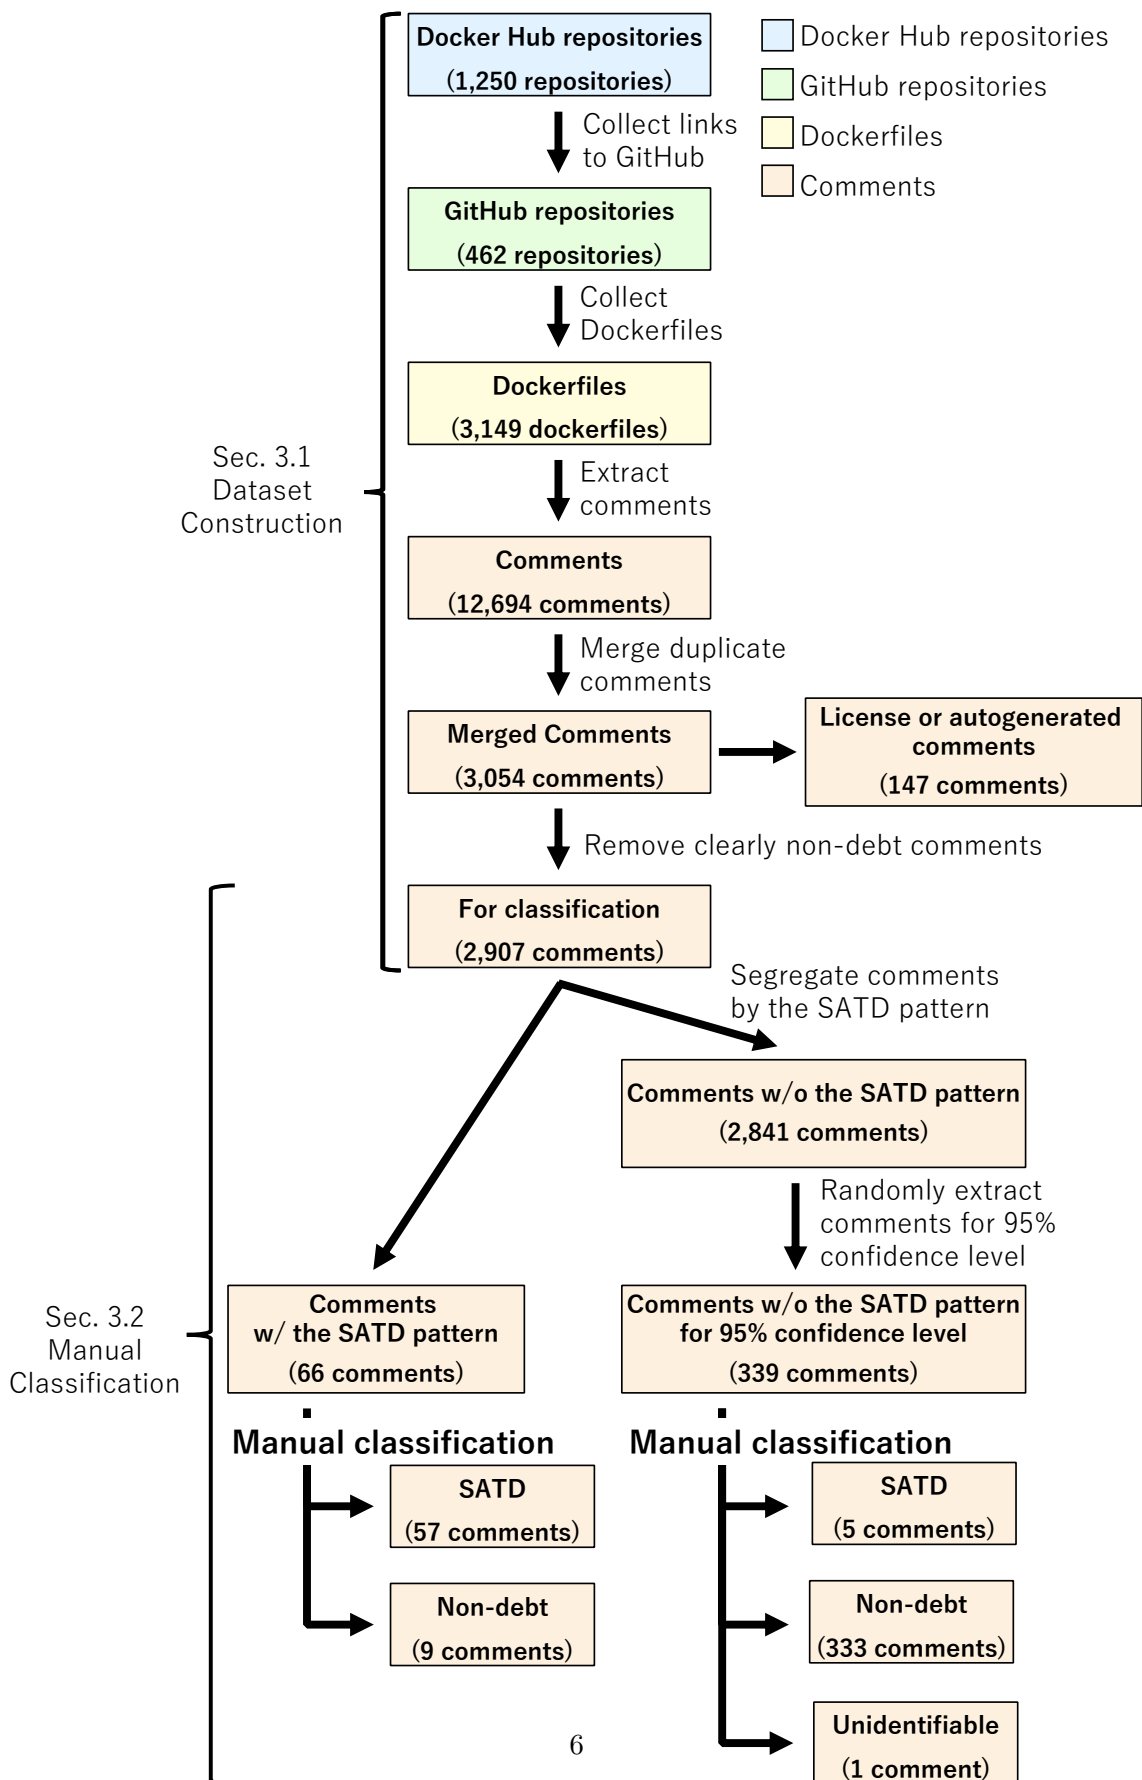 Docker Hub repositories
(1,250 repositories)
Docker Hub repositories
GitHub repositories
Dockerfiles
Comments
Collect links
to GitHub
GitHub repositories
(462 repositories)
Collect
Dockerfiles
Dockerfiles
(3,149 dockerfiles)
Sec. 3.1
Dataset
Construction
Extract
comments
Comments
(12,694 comments)
Merge duplicate
comments
Merged Comments
(3,054 comments)
License or autogenerated
comments
(147 comments)
Remove clearly non-debt comments
For classification
(2,907 comments)
Segregate comments
by the SATD pattern
Comments w/o the SATD pattern
(2,841 comments)
Randomly extract
comments for 95%
confidence level
Sec. 3.2
Manual
Classification
Comments
w/ the SATD pattern
(66 comments)
Comments w/o the SATD pattern
for 95% confidence level
(339 comments)
Manual classification
SATD
(57 comments)
Non-debt
(9 comments)
Manual classification
SATD
(5 comments)
Non-debt
(333 comments)
Unidentifiable
(1 comment)
6